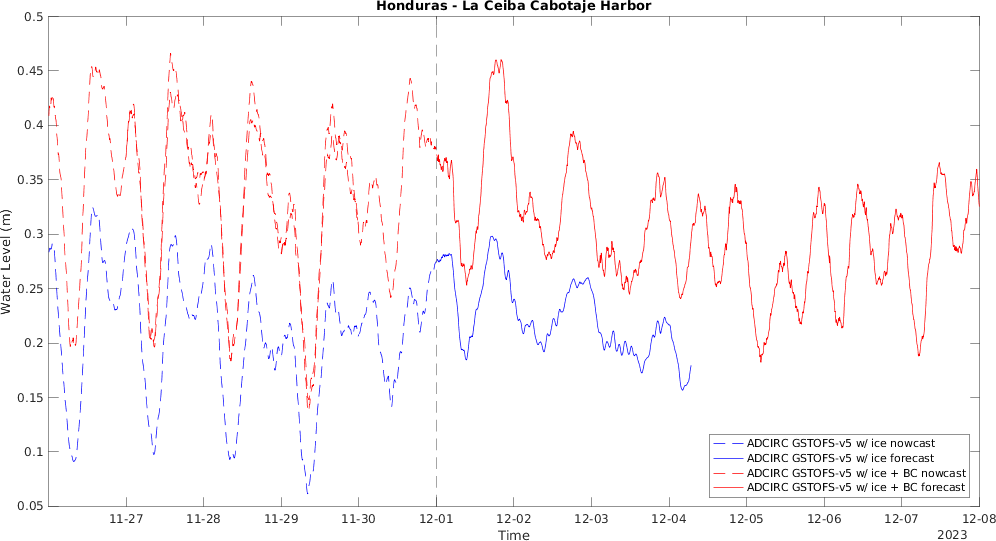 Honduras - La Ceiba Cabotaje Harbor
0.5
0.45
0.4
0.35
0.3
0.25
0.2
0.15
0.1
0.05
Water Level (m)
ADCIRC GSTOFS-v5 w/ ice nowcast
ADCIRC GSTOFS-v5 w/ ice forecast
ADCIRC GSTOFS-v5 w/ ice + BC nowcast
ADCIRC GSTOFS-v5 w/ ice + BC forecast
11-27 11-28 11-29 11-30 12-01 12-02 12-03 12-04 12-05 12-06 12-07 12-08
Time
2023